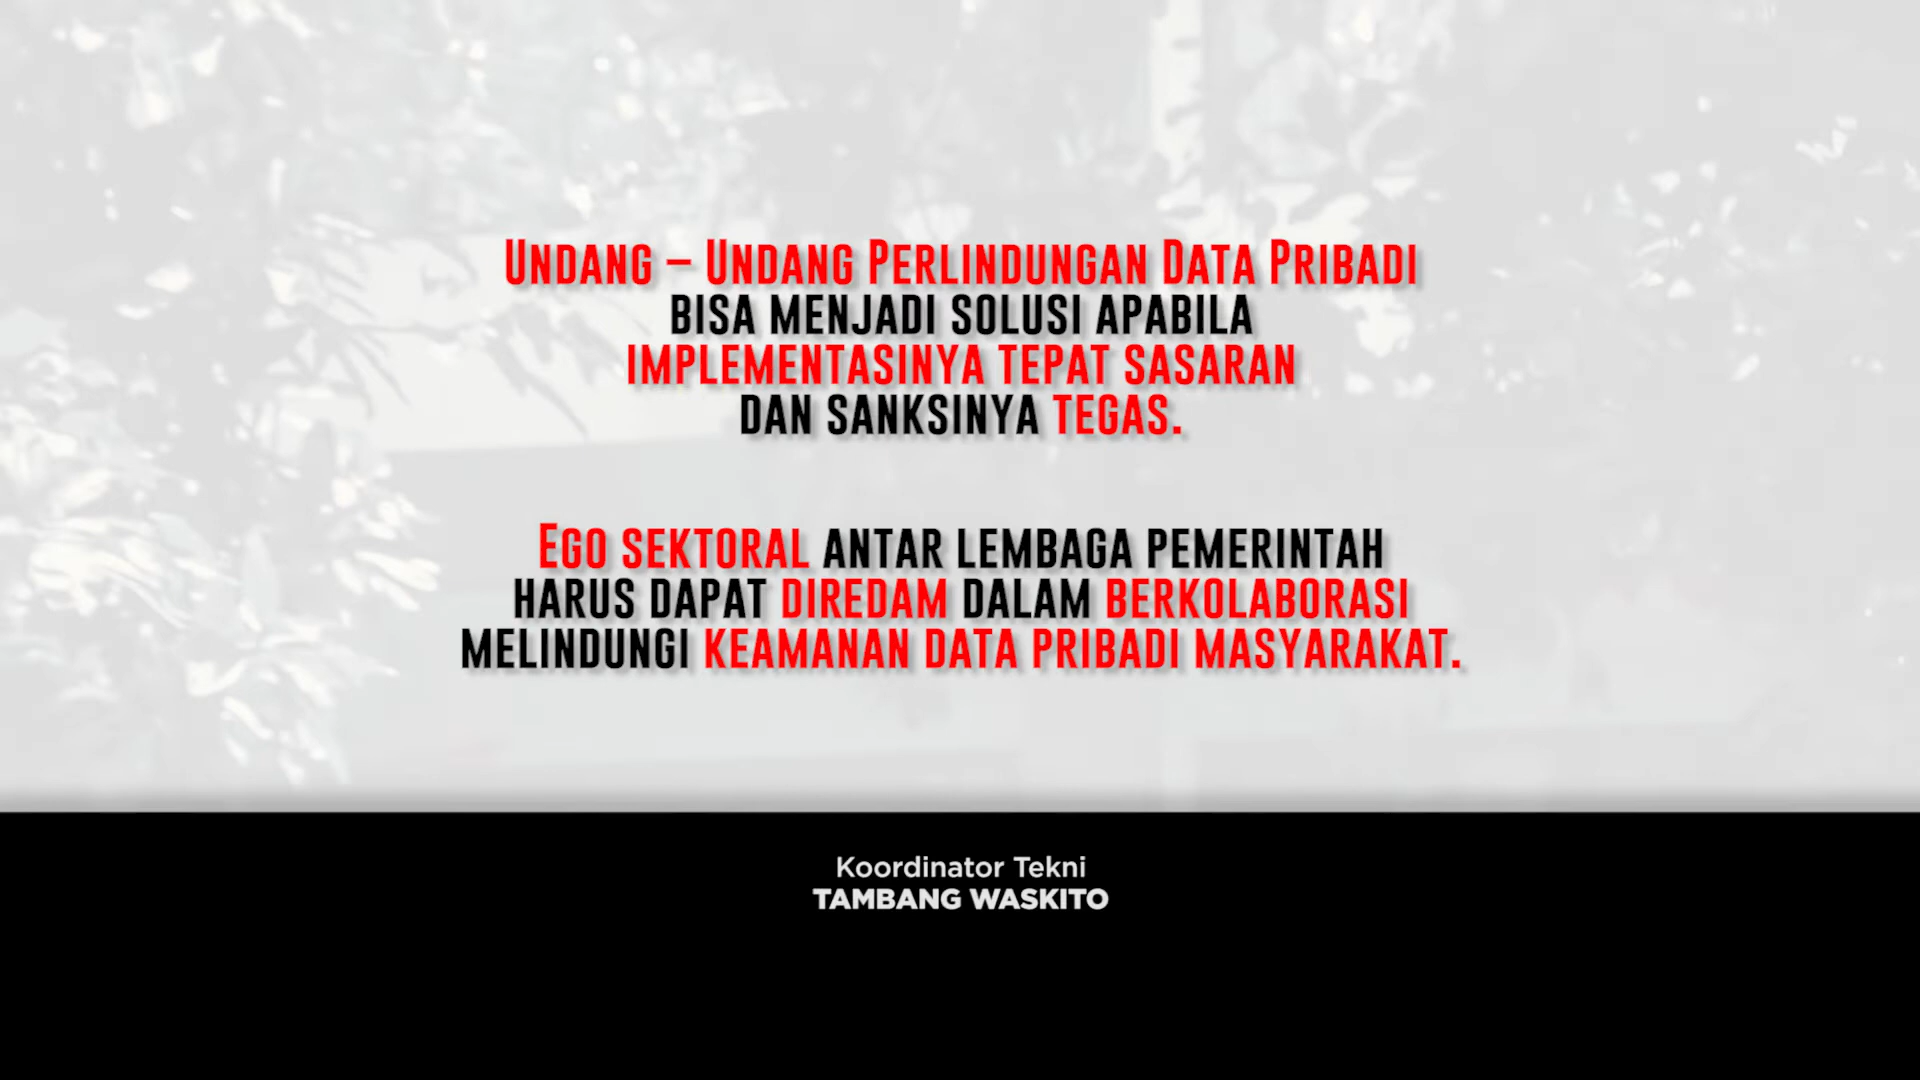 UNDANG – UNDANG PERLINDUNGAN DATA PRIBADI
BISA MENJADI SOLUSI APABILA
IMPLEMENTASINYA TEPAT SASARAN
DAN SANKSINYA TEGAS.
EGO SEKTORAL ANTAR LEMBAGA PEMERINTAH
HARUS DAPAT DIREDAM DALAM BERKOLABORASI
MELINDUNGI KEAMANAN DATA PRIBADI MASYARAKAT.
Koordinator Tekni
TAMBANG WASKITO